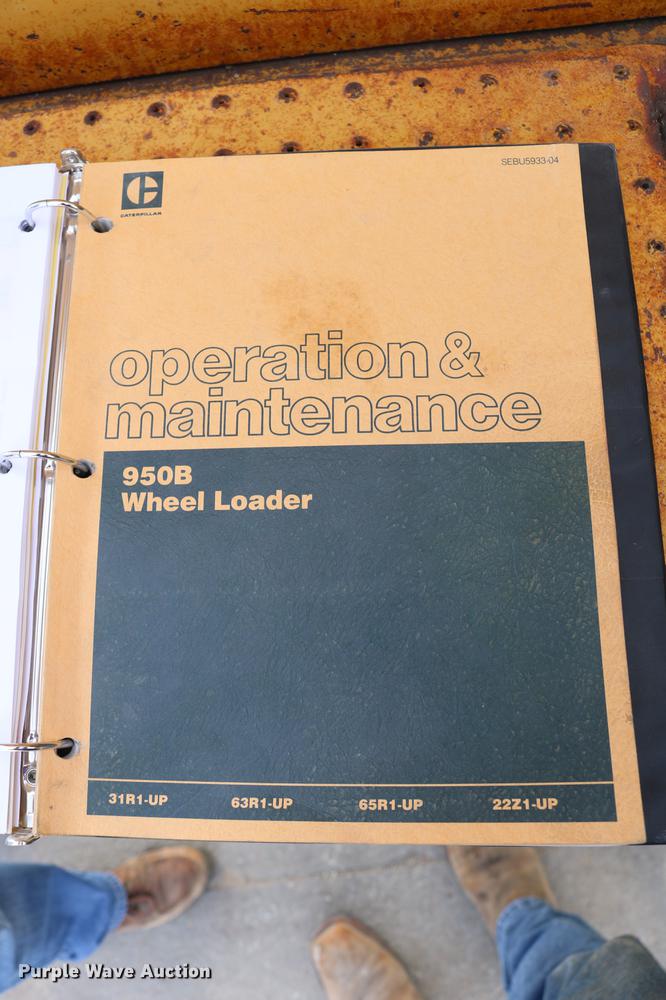 SEBU5933-04
CATERPILLAR
operation &
maintenance
950B
Wheel Loader
31R1-UP 63R1-UP 65R1-UP 22Z1-UP
Purple Wave Auction